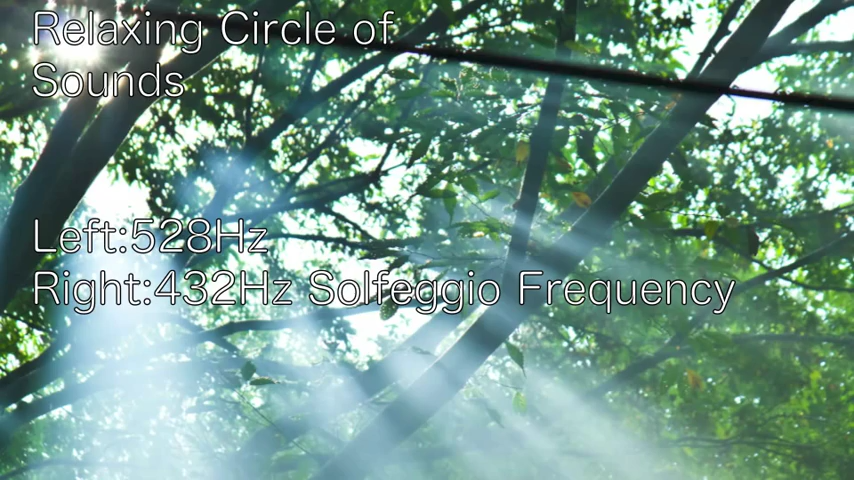 Relaxing Circle of
Sounds
Left:528Hz
Right:432Hz Solfeggio Frequency